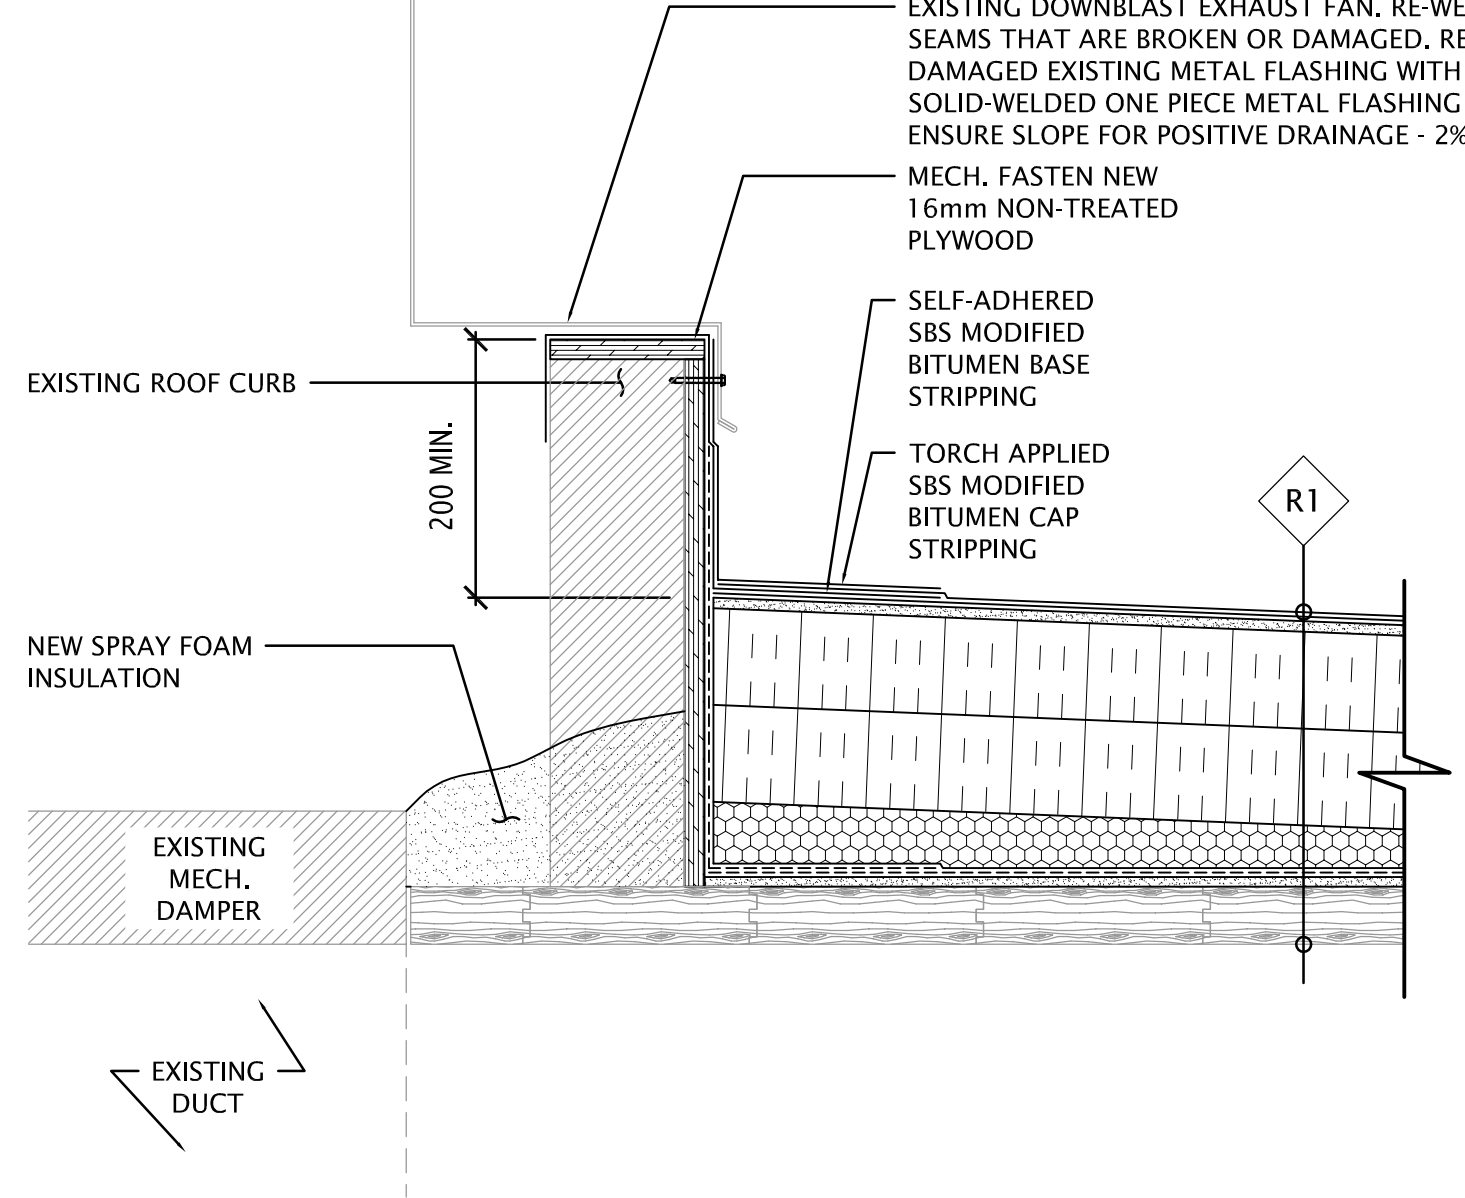 EXISTING DOWNBLAST EXHAUST FAN. RE-WE
SEAMS THAT ARE BROKEN OR DAMAGED. RE
DAMAGED EXISTING METAL FLASHING WITH
SOLID-WELDED ONE PIECE METAL FLASHING
ENSURE SLOPE FOR POSITIVE DRAINAGE - 2%
MECH. FASTEN NEW
16mm NON-TREATED
PLYWOOD
SELF-ADHERED
SBS MODIFIED
BITUMEN BASE
STRIPPING
EXISTING ROOF CURB
200 MIN.
TORCH APPLIED
SBS MODIFIED
BITUMEN CAP
STRIPPING
R1
NEW SPRAY FOAM
INSULATION
EXISTING
MECH.
DAMPER
EXISTING
DUCT